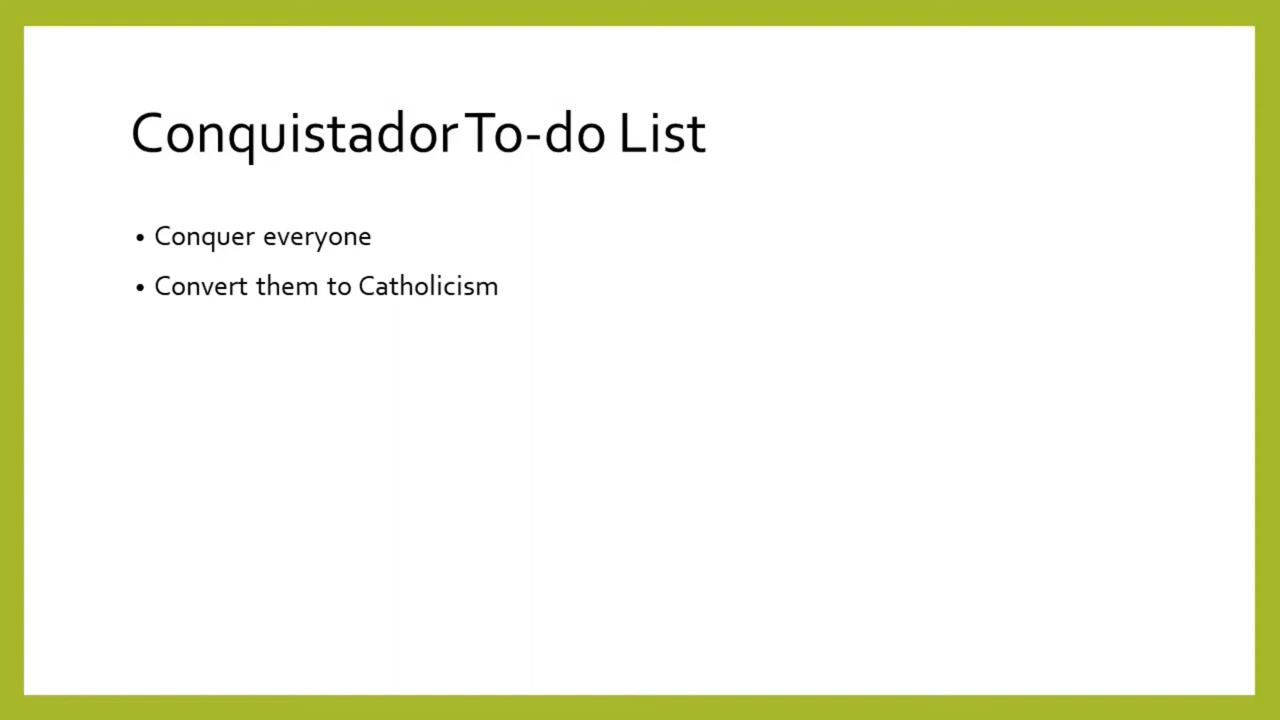 Conquistador To-do List
• Conquer everyone
• Convert them to Catholicism